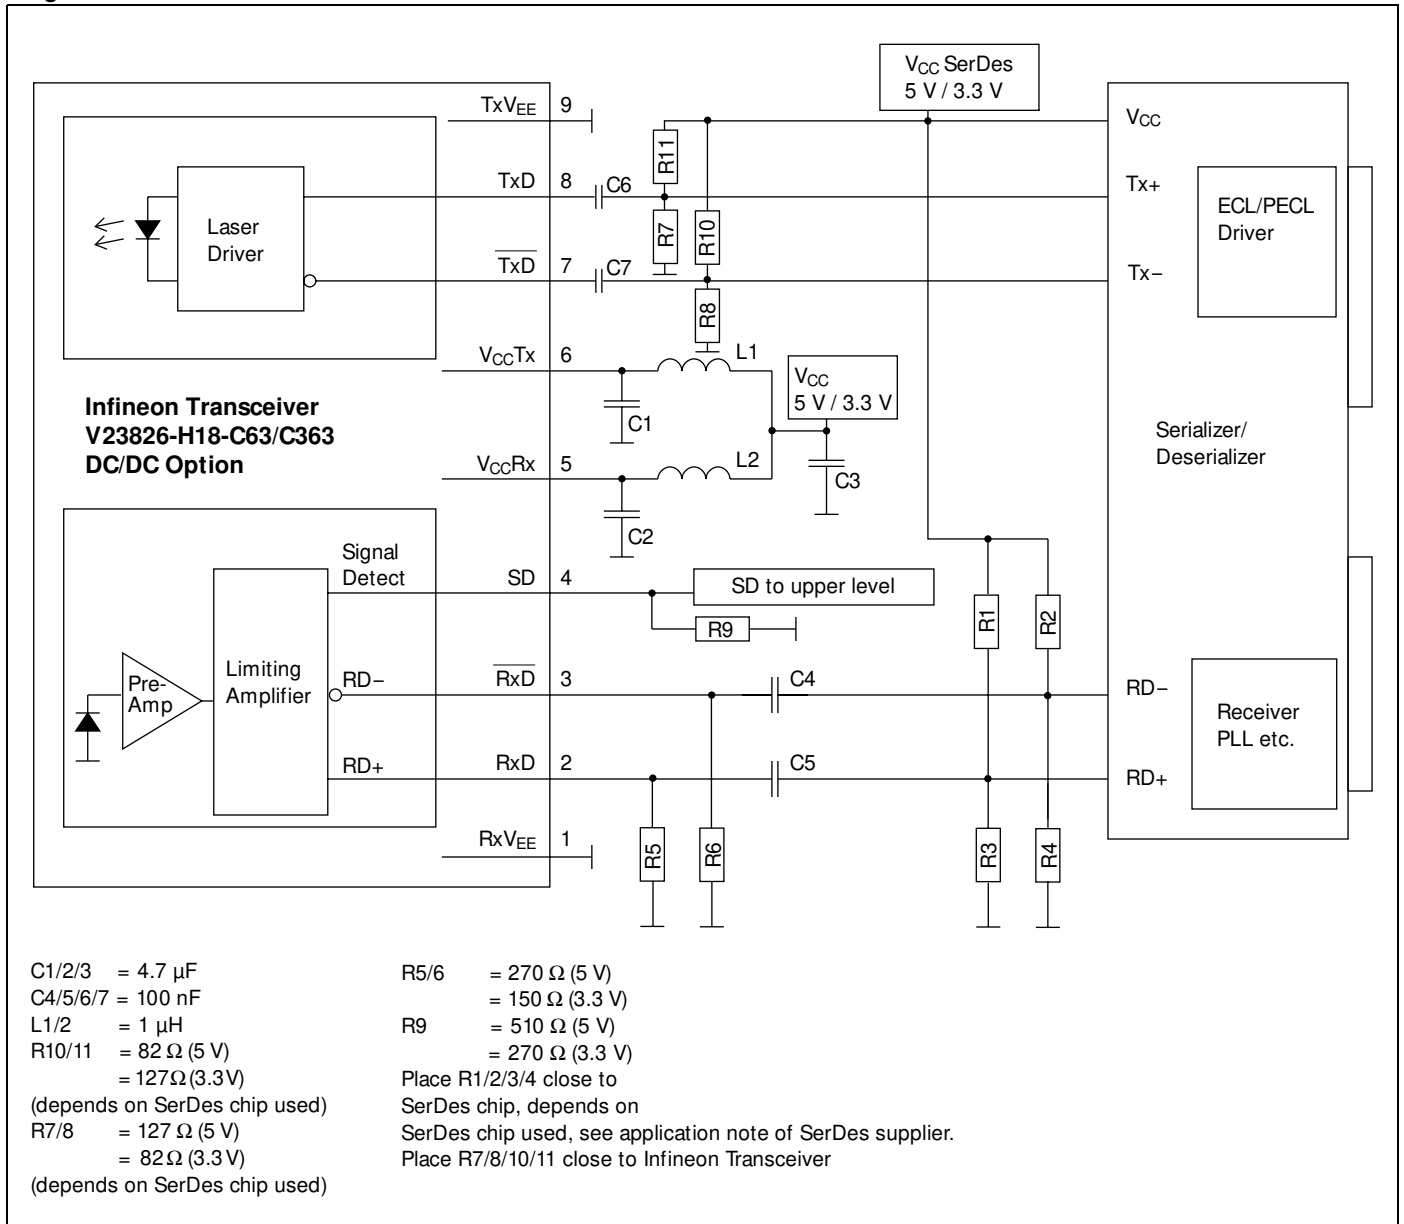 V_CC SerDes
5 V / 3.3 V
TxV_EE 9
V_CC
R11
TxD 8 C6
Tx+
Laser
Driver
R7
R10
ECL/PECL
Driver
TxD 7 C7
Tx−
R8
V_CCTx 6
L1
V_CC
5 V / 3.3 V
Infineon Transceiver
V23826-H18-C63/C363
DC/DC Option
C1
Serializer/
Deserializer
V_CCRx 5
L2
C3
C2
Signal
Detect
SD 4
SD to upper level
R9
R1
R2
Pre-
Amp
Limiting
Amplifier
RD−
RxD 3
C4
RD−
Receiver
PLL etc.
RD+
RxD 2
C5
RD+
RxV_EE 1
R5
R6
R3
R4
C1/2/3 = 4.7 µF
C4/5/6/7 = 100 nF
L1/2 = 1 µH
R10/11 = 82 Ω (5 V)
= 127Ω (3.3 V)
(depends on SerDes chip used)
R7/8 = 127 Ω (5 V)
= 82Ω (3.3 V)
(depends on SerDes chip used)
R5/6 = 270 Ω (5 V)
= 150 Ω (3.3 V)
R9 = 510 Ω (5 V)
= 270 Ω (3.3 V)
Place R1/2/3/4 close to
SerDes chip, depends on
SerDes chip used, see application note of SerDes supplier.
Place R7/8/10/11 close to Infineon Transceiver